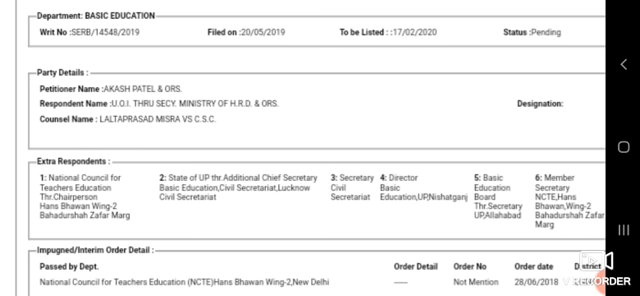 Department: BASIC EDUCATION
Writ No :SERB/14548/2019 Filed on :20/05/2019 To be Listed : :17/02/2020 Status :Pending
Party Details :
Petitioner Name :AKASH PATEL & ORS.
Respondent Name :U.O.I. THRU SECY. MINISTRY OF H.R.D. & ORS. Designation:
Counsel Name : LALTAPRASAD MISRA VS C.S.C.
Extra Respondents :
1: National Council for Teachers Education Thr.Chairperson Hans Bhawan Wing-2 Bahadurshah Zafar Marg
2: State of UP thr.Additional Chief Secretary Basic Education,Civil Secretariat,Lucknow Civil Secretariat
3: Secretary Civil Secretariat
4: Director Basic Education,UP,Nishatganj
5: Basic Education Board Thr.Secretary UP,Allahabad
6: Member Secretary NCTE,Hans Bhawan,Wing-2 Bahadurshah Zafar Marg
Impugned/Interim Order Detail :
Passed by Dept. Order Detail Order No Order date District
National Council for Teachers Education (NCTE)Hans Bhawan Wing-2,New Delhi ----- Not Mention 28/06/2018
RECORDER